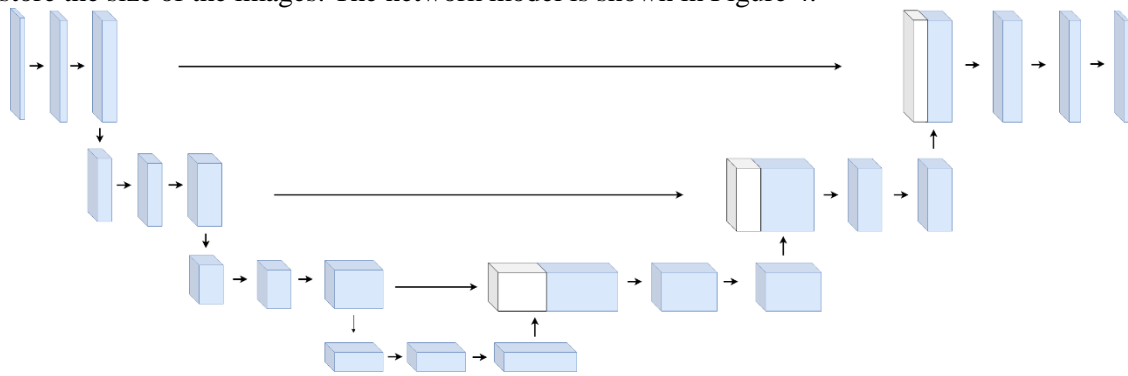 store the size of the images. The network model is shown in Figure 4.